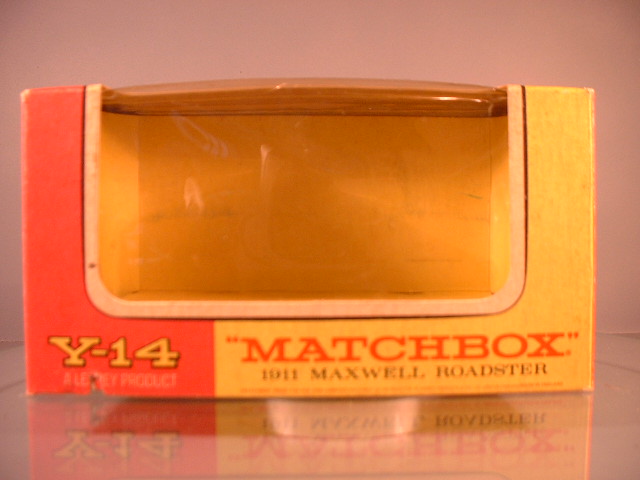 Y-14
"MATCHBOX"
A LESNEY PRODUCT
1911 MAXWELL ROADSTER